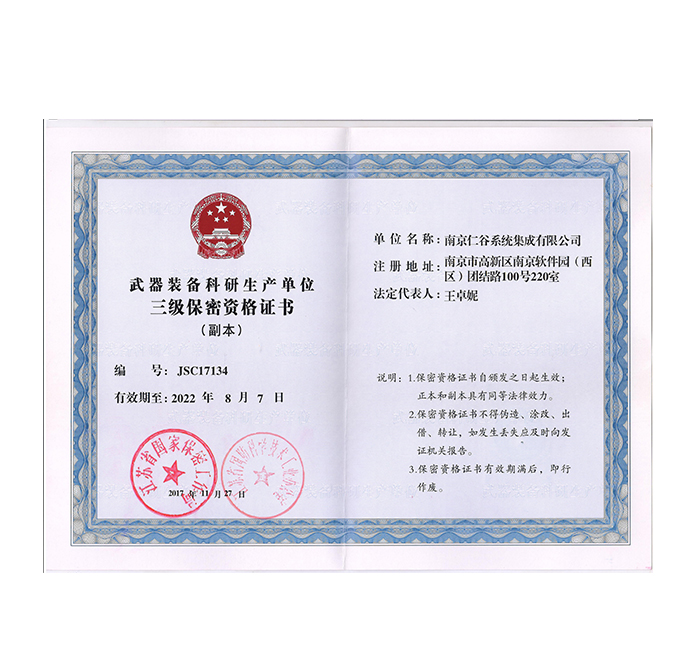 武器装备科研生产单位
三级保密资格证书
（副本）
编 号：JSC17134
有效期至：2022 年 8 月 7 日
江苏省国家保密工作局
2017 年 11 月 27 日
单位名称：南京仁谷系统集成有限公司
注册地址：南京市高新区南京软件园（西
区）团结路100号220室
法定代表人：王卓妮
说明：1.保密资格证书自颁发之日起生效；
正本和副本具有同等法律效力。
2.保密资格证书不得伪造、涂改、出
借、转让，如发生丢失应及时向发
证机关报告。
3.保密资格证书有效期满后，即行
作废。